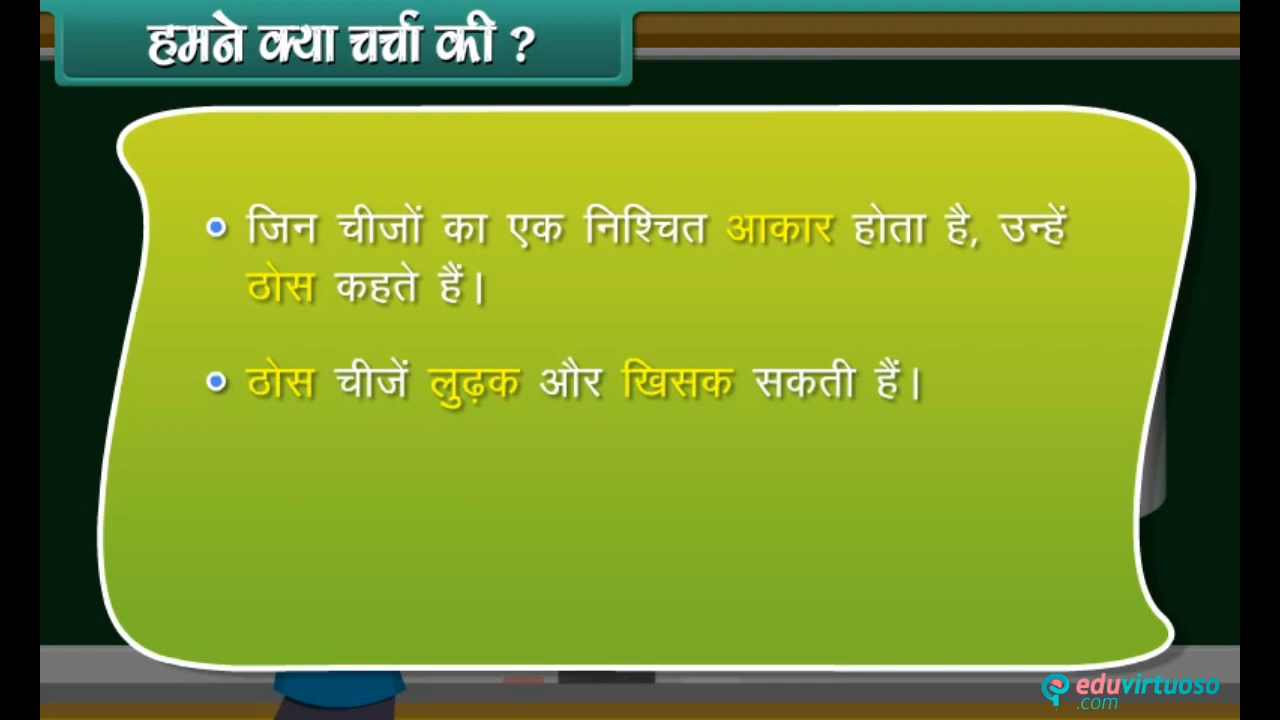 हमने क्या चर्चा की ?
जिन चीजों का एक निश्चित आकार होता है, उन्हें
ठोस कहते हैं।
ठोस चीजें लुढ़क और खिसक सकती हैं।
eduvirtuoso
.com